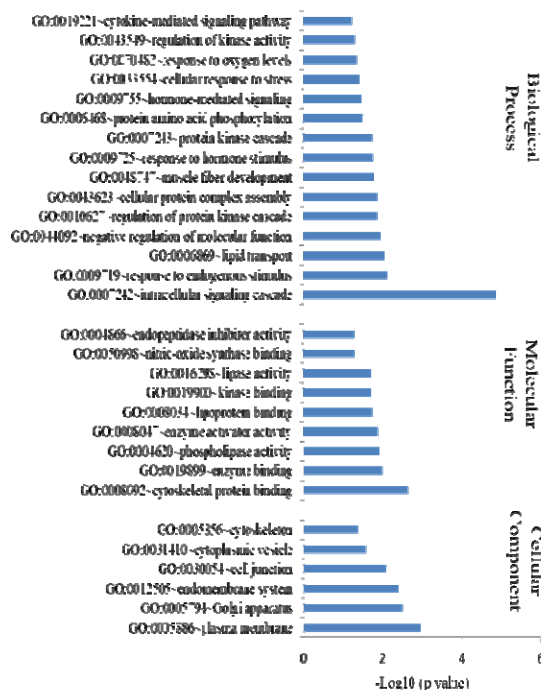 GO:0019221~cytokine-mediated signaling pathway
GO:0043549~regulation of kinase activity
GO:0070482~response to oxygen levels
GO:0033554~cellular response to stress
GO:0009755~hormone-mediated signaling
GO:0006468~protein amino acid phosphorylation
GO:0007243~protein kinase cascade
GO:0009725~response to hormone stimulus
GO:0048747~muscle fiber development
GO:0043623~cellular protein complex assembly
GO:0010627~regulation of protein kinase cascade
GO:0044092~negative regulation of molecular function
GO:0006869~lipid transport
GO:0009719~response to endogenous stimulus
GO:0007242~intracellular signaling cascade
Biological
Process
GO:0004866~endopeptidase inhibitor activity
GO:0050998~nitric-oxide synthase binding
GO:0016298~lipase activity
GO:0019900~kinase binding
GO:0008034~lipoprotein binding
GO:0008047~enzyme activator activity
GO:0004620~phospholipase activity
GO:0019899~enzyme binding
GO:0008092~cytoskeletal protein binding
Molecular
Function
GO:0005856~cytoskeleton
GO:0031410~cytoplasmic vesicle
GO:0030054~cell junction
GO:0012505~endomembrane system
GO:0005794~Golgi apparatus
GO:0005886~plasma membrane
Cellular
Component
0 2 4 6
-Log10 (p value)